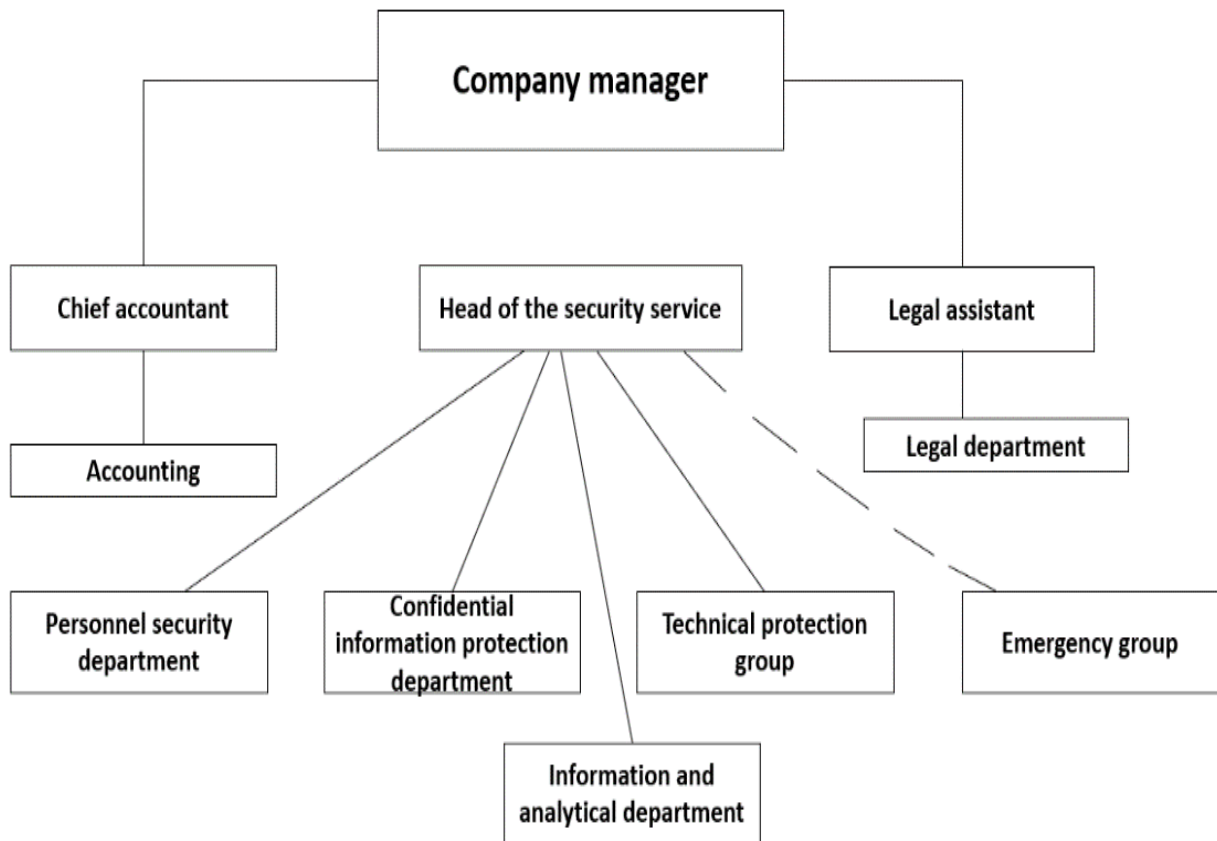 Company manager
Chief accountant
Head of the security service
Legal assistant
Accounting
Legal department
Personnel security
department
Confidential
information protection
department
Technical protection
group
Emergency group
Information and
analytical department